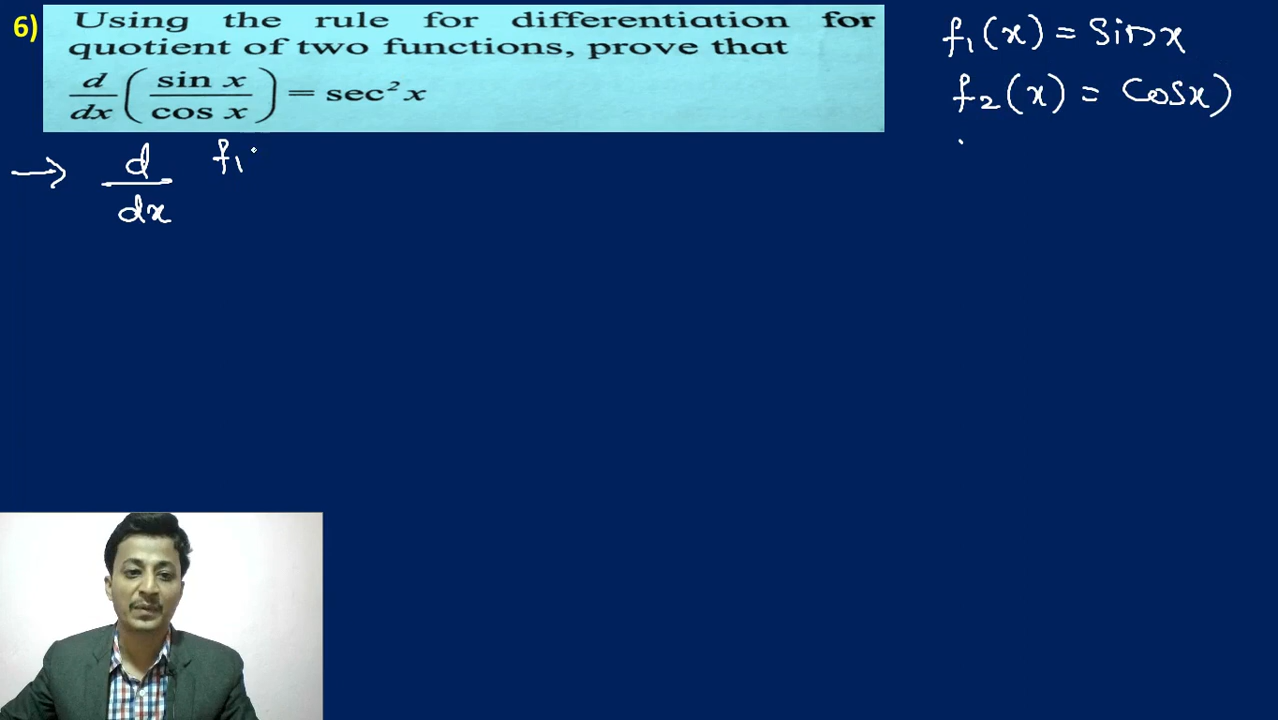 6) Using the rule for differentiation for
quotient of two functions, prove that
d/dx (sin x / cos x) = sec² x
f₁(x) = Sinx
f₂(x) = Cosx)
→ d/dx f₁